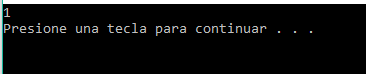 1
Presione una tecla para continuar . . .